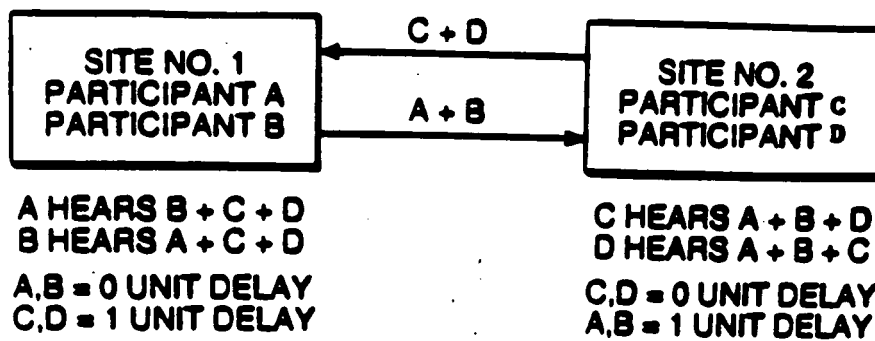 C + D
SITE NO. 1
PARTICIPANT A
PARTICIPANT B
A + B
SITE NO. 2
PARTICIPANT C
PARTICIPANT D
A HEARS B + C + D
B HEARS A + C + D
A,B = 0 UNIT DELAY
C,D = 1 UNIT DELAY
C HEARS A + B + D
D HEARS A + B + C
C,D = 0 UNIT DELAY
A,B = 1 UNIT DELAY